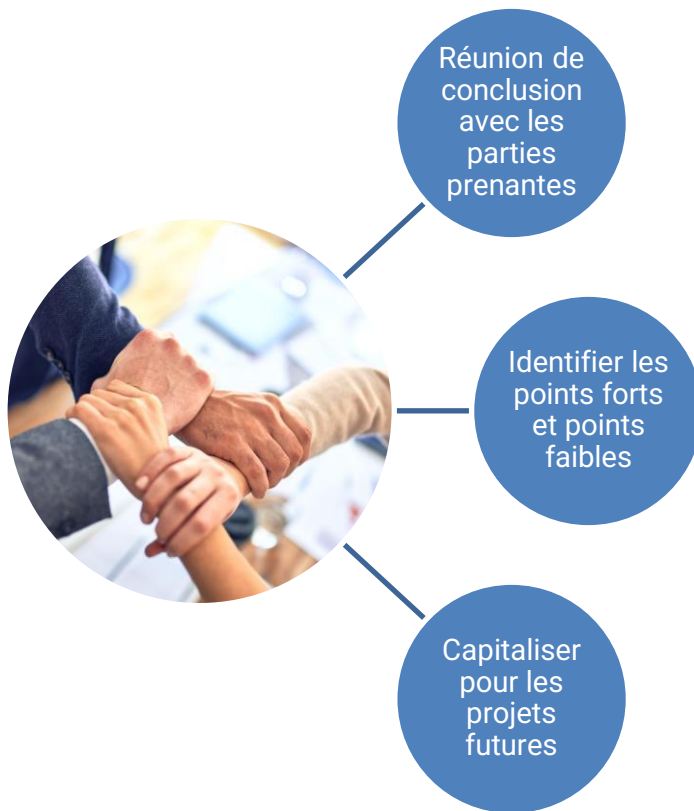 Réunion de
conclusion
avec les
parties
prenantes
Identifier les
points forts
et points
faibles
Capitaliser
pour les
projets
futures